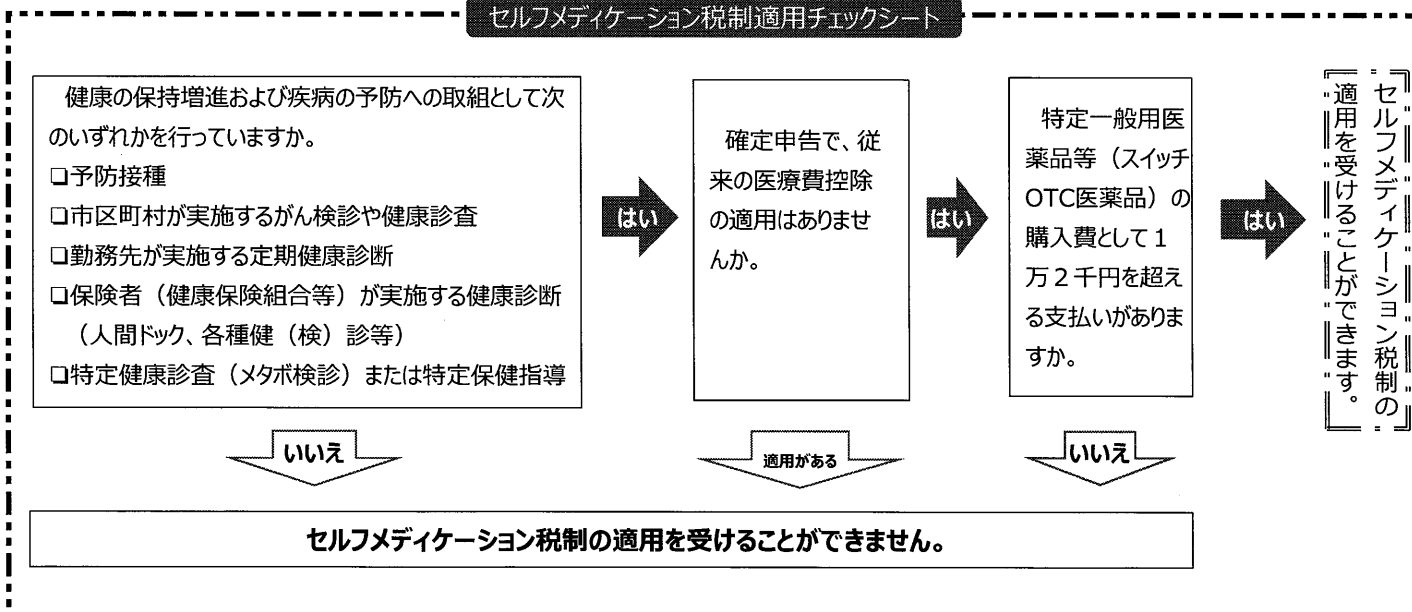 セルフメディケーション税制適用チェックシート
健康の保持増進および疾病の予防への取組として次
のいずれかを行っていますか。
❏予防接種
❏市区町村が実施するがん検診や健康診査
❏勤務先が実施する定期健康診断
❏保険者（健康保険組合等）が実施する健康診断
（人間ドック、各種健（検）診等）
❏特定健康診査（メタボ検診）または特定保健指導
はい
確定申告で、従
来の医療費控除
の適用はありませ
んか。
はい
特定一般用医
薬品等（スイッチ
OTC医薬品）の
購入費として１
万２千円を超え
る支払いがありま
すか。
はい
セルフメディケーション税制の
適用を受けることができます。
いいえ
適用がある
いいえ
セルフメディケーション税制の適用を受けることができません。